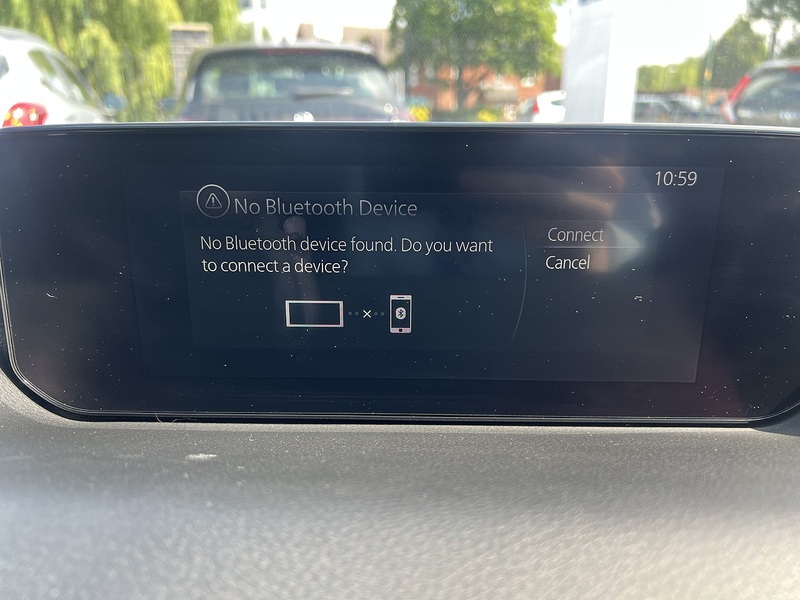 10:59
No Bluetooth Device
No Bluetooth device found. Do you want
to connect a device?
Connect
Cancel